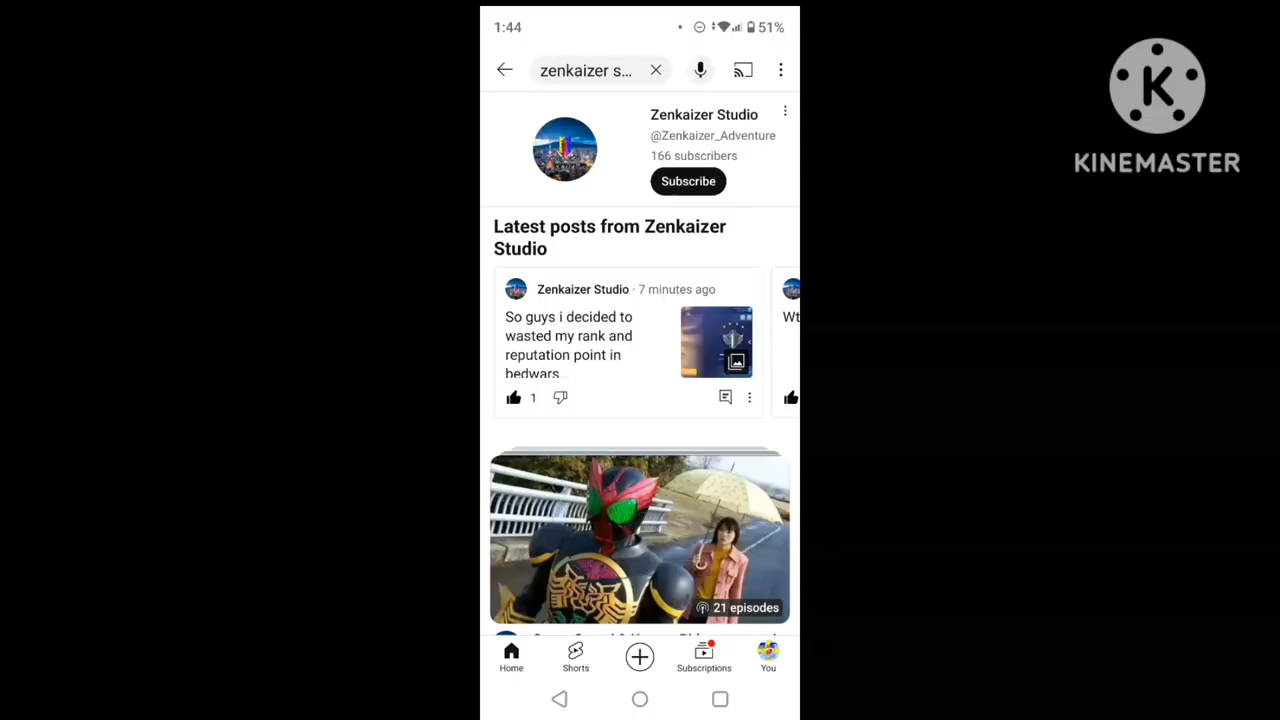 1:44
51%
zenkaizer s...
K
KINEMASTER
Zenkaizer Studio
@Zenkaizer_Adventure
166 subscribers
Subscribe
Latest posts from Zenkaizer
Studio
Zenkaizer Studio · 7 minutes ago
So guys i decided to
wasted my rank and
reputation point in
bedwars...
1
Wt
21 episodes
Home
Shorts
Subscriptions
You